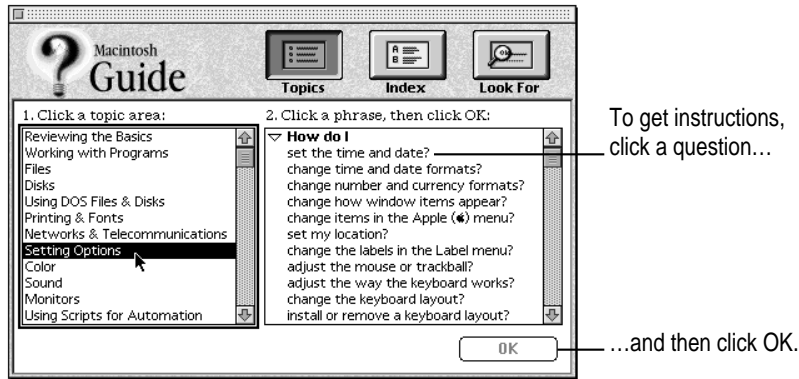 Macintosh
Guide
Topics
Index
Look For
1. Click a topic area:
Reviewing the Basics
Working with Programs
Files
Disks
Using DOS Files & Disks
Printing & Fonts
Networks & Telecommunications
Setting Options
Color
Sound
Monitors
Using Scripts for Automation
2. Click a phrase, then click OK:
How do I
set the time and date?
change time and date formats?
change number and currency formats?
change how window items appear?
change items in the Apple () menu?
set my location?
change the labels in the Label menu?
adjust the mouse or trackball?
adjust the way the keyboard works?
change the keyboard layout?
install or remove a keyboard layout?
OK
To get instructions,
click a question…
…and then click OK.